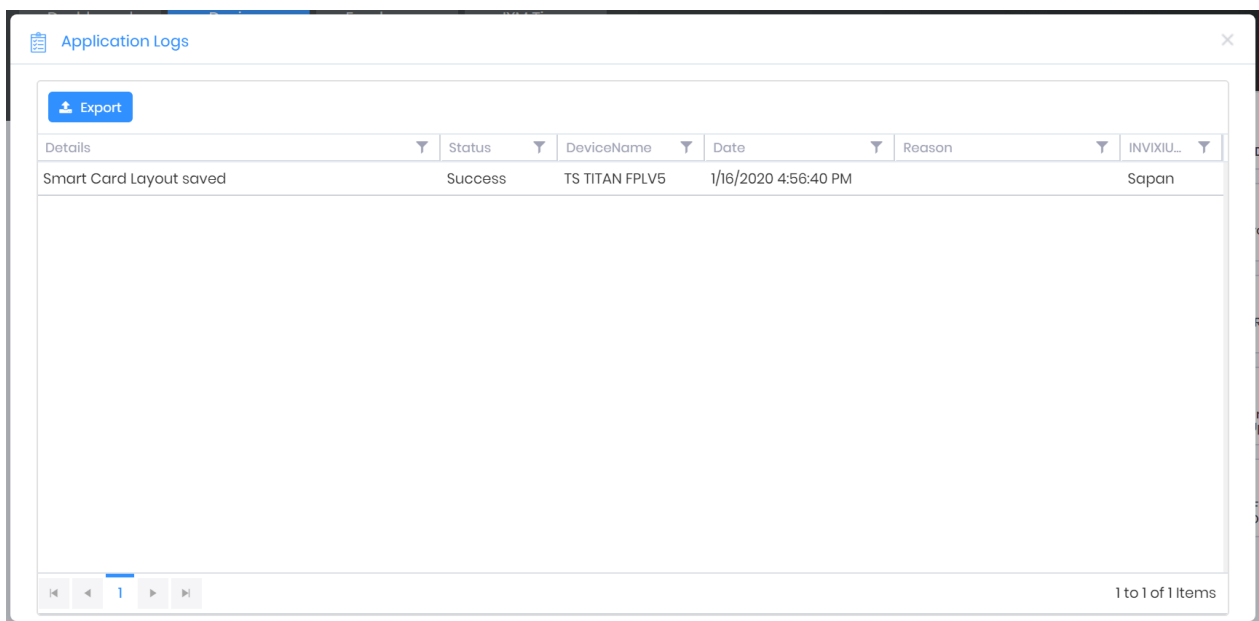 Application Logs
Export
Details Status DeviceName Date Reason INVIXIU...
Smart Card Layout saved Success TS TITAN FPLV5 1/16/2020 4:56:40 PM Sapan
1 1 to 1 of 1 Items